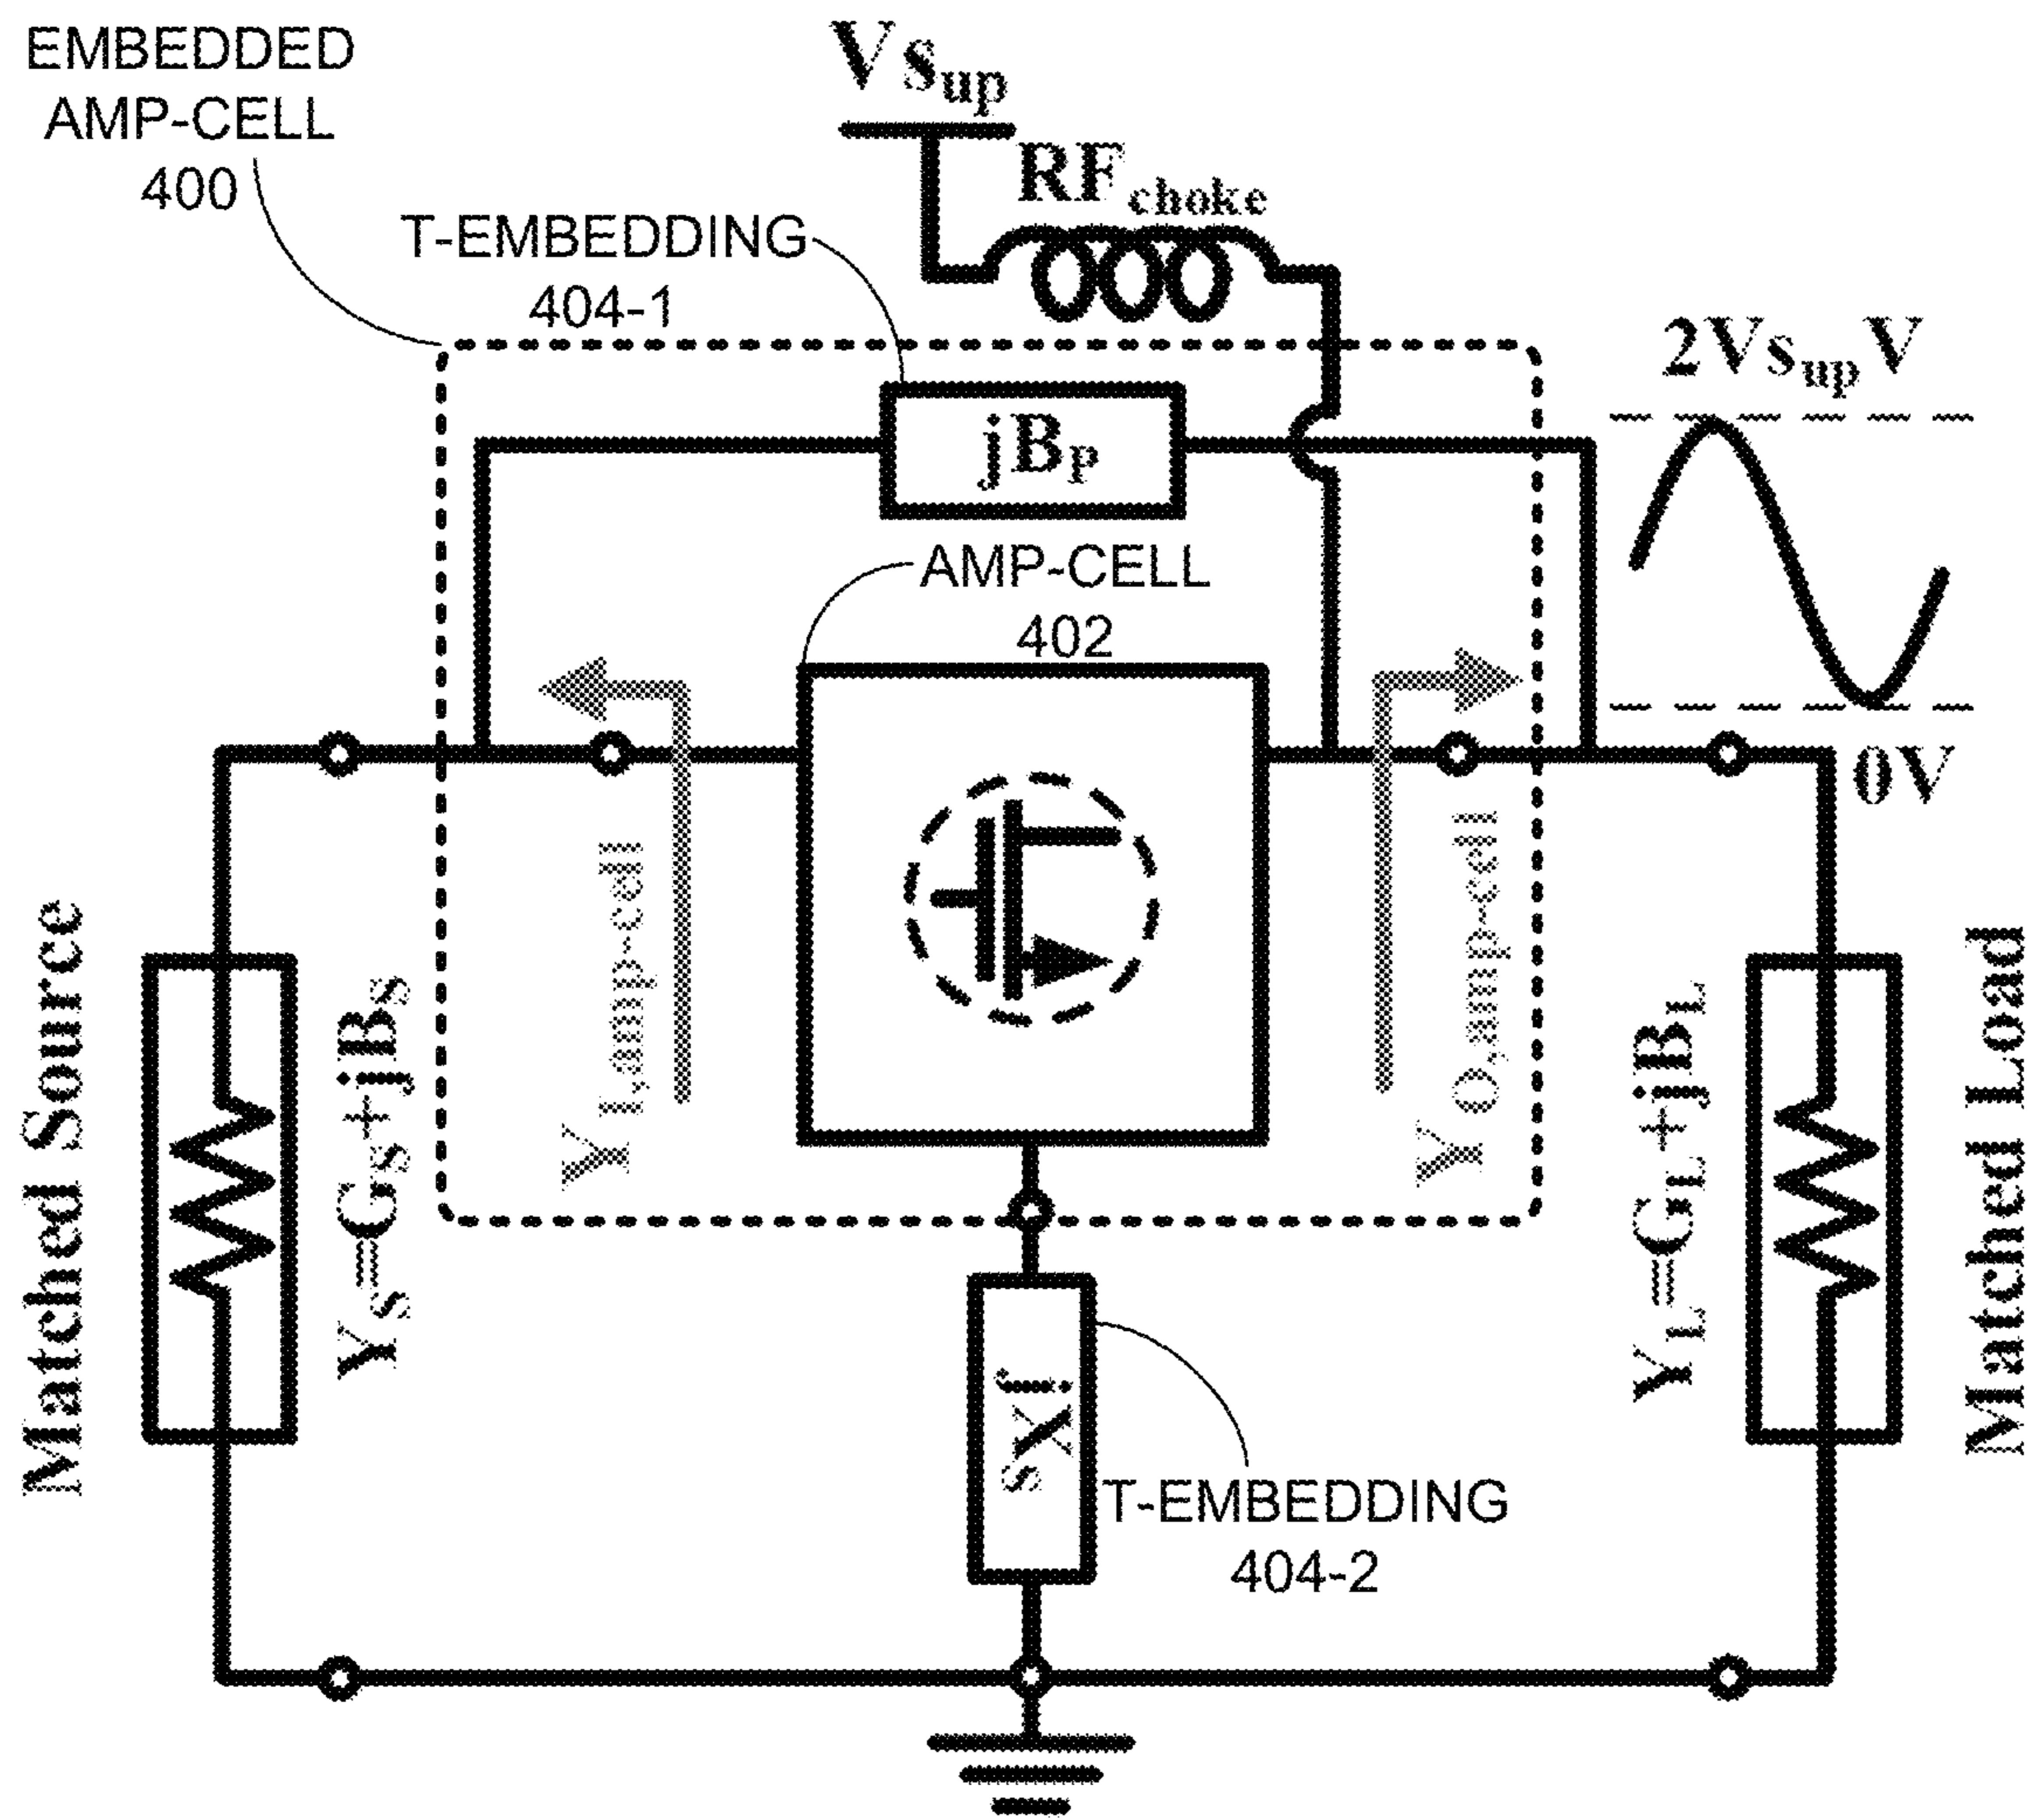 EMBEDDED
AMP-CELL
400
Vsup
RFchoke
T-EMBEDDING
404-1
2VsupV
jBp
AMP-CELL
402
0V
Matched Source
YS=GS+jBS
YI,amp-cell
YO,amp-cell
YL=GL+jBL
Matched Load
jXs
T-EMBEDDING
404-2